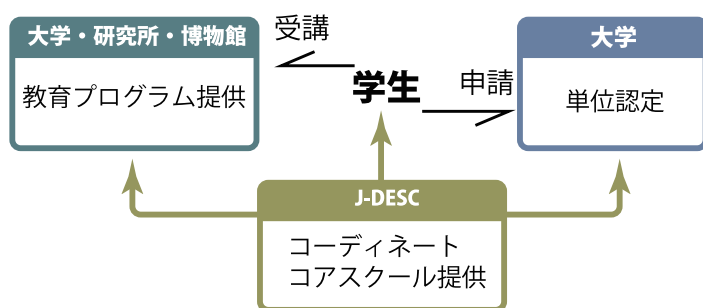 大学・研究所・博物館
教育プログラム提供
受講
学生
申請
大学
単位認定
J-DESC
コーディネート
コアスクール提供